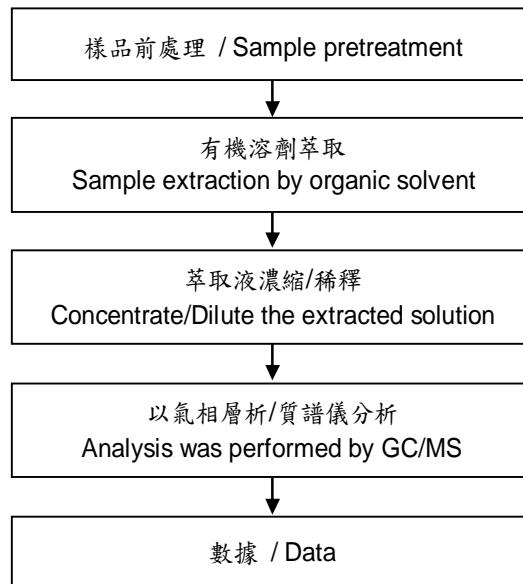 樣品前處理 / Sample pretreatment
有機溶劑萃取
Sample extraction by organic solvent
萃取液濃縮/稀釋
Concentrate/Dilute the extracted solution
以氣相層析/質譜儀分析
Analysis was performed by GC/MS
數據 / Data